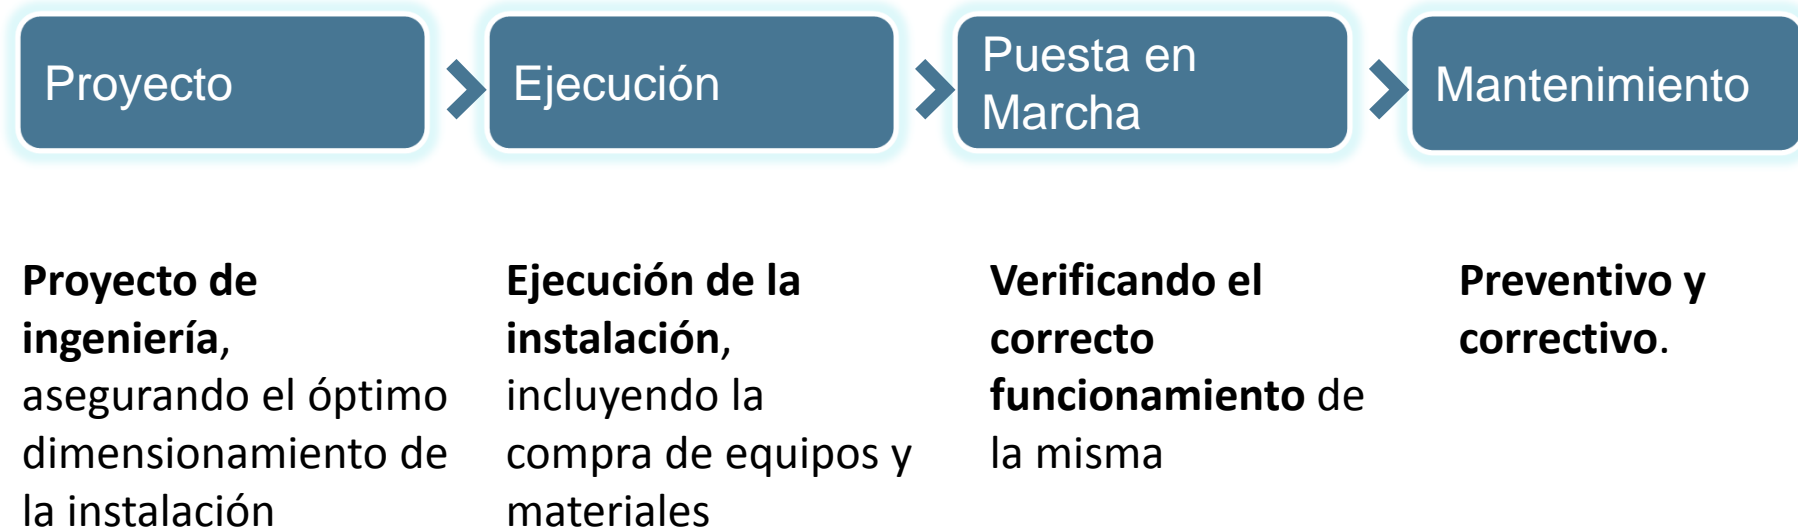 Proyecto
Ejecución
Puesta en
Marcha
Mantenimiento
Proyecto de
ingeniería,
asegurando el óptimo
dimensionamiento de
la instalación
Ejecución de la
instalación,
incluyendo la
compra de equipos y
materiales
Verificando el
correcto
funcionamiento de
la misma
Preventivo y
correctivo.